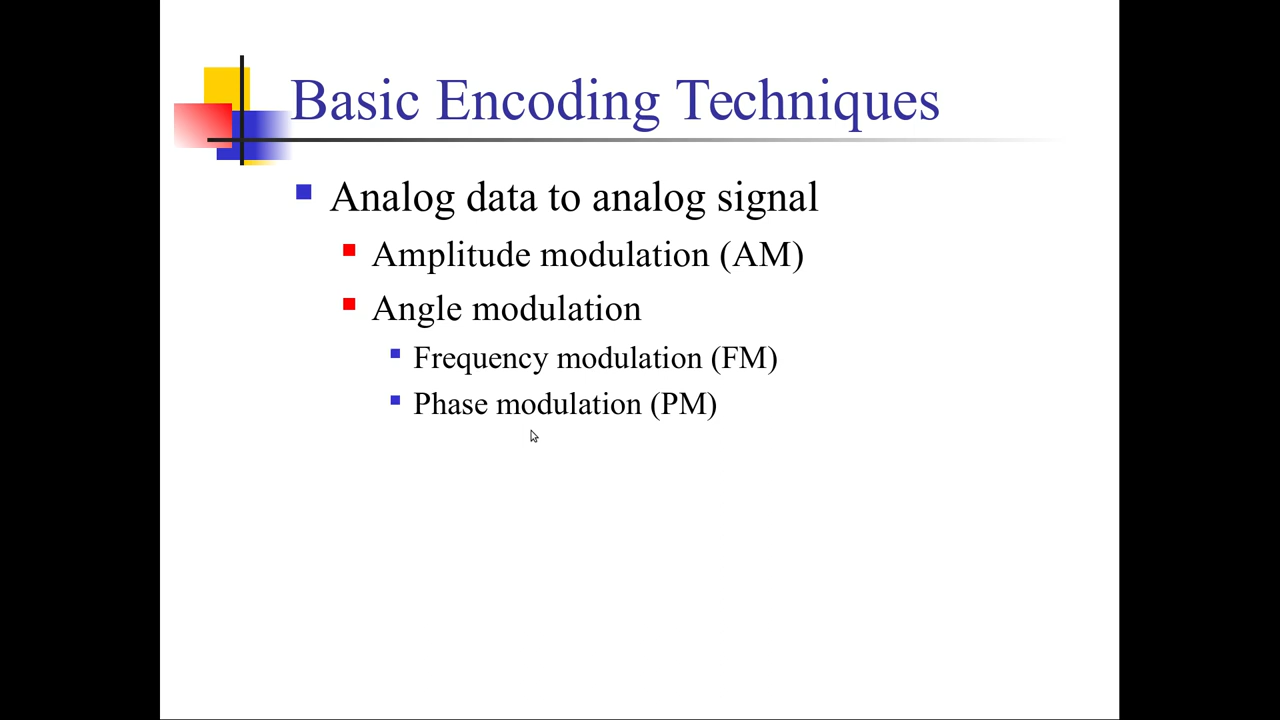 Basic Encoding Techniques
Analog data to analog signal
Amplitude modulation (AM)
Angle modulation
Frequency modulation (FM)
Phase modulation (PM)